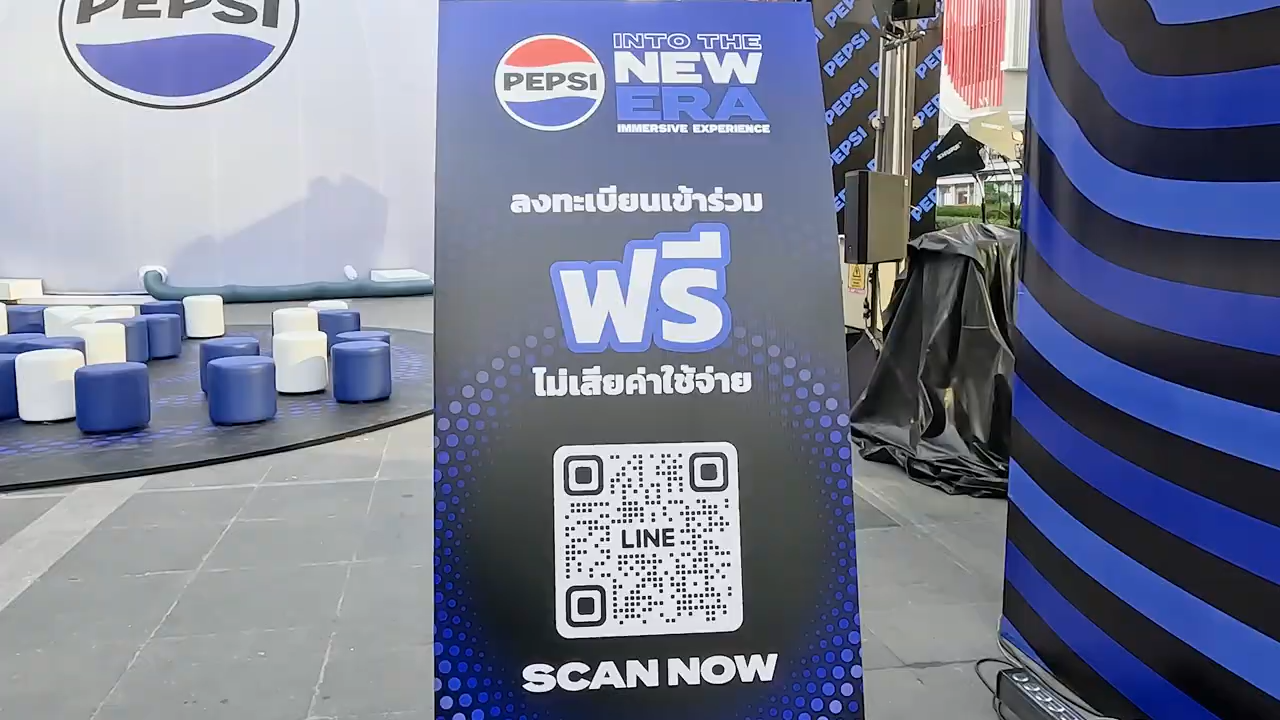 PEPSI
PEPSI
INTO THE
NEW
ERA
IMMERSIVE EXPERIENCE
ลงทะเบียนเข้าร่วม
ฟรี
ไม่เสียค่าใช้จ่าย
LINE
SCAN NOW
PEPSI
PEPSI
PEPSI
PEPSI
PEPSI
SHURE